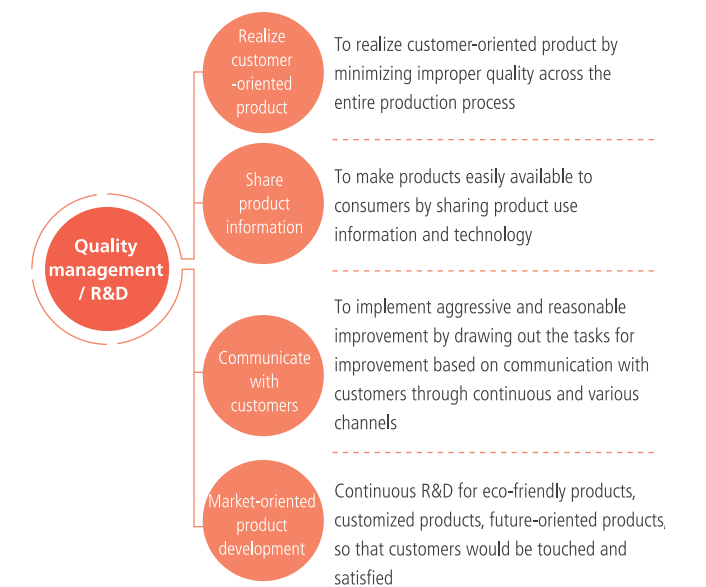 Quality
management
/ R&D
Realize
customer
-oriented
product
To realize customer-oriented product by
minimizing improper quality across the
entire production process
Share
product
information
To make products easily available to
consumers by sharing product use
information and technology
Communicate
with
customers
To implement aggressive and reasonable
improvement by drawing out the tasks for
improvement based on communication with
customers through continuous and various
channels
Market-oriented
product
development
Continuous R&D for eco-friendly products,
customized products, future-oriented products,
so that customers would be touched and
satisfied